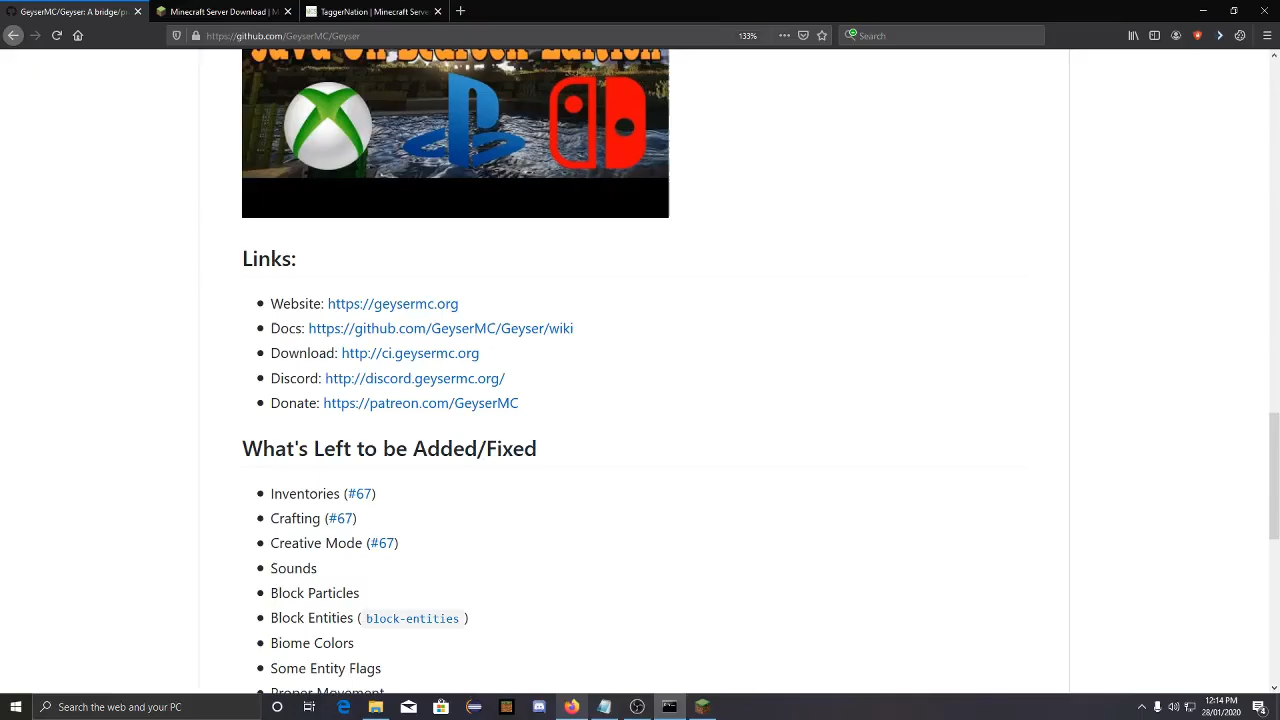 GeyserMC/Geyser: A bridge/p
Minecraft Server Download | M
TaggerNation | Minecraft Serve
https://github.com/GeyserMC/Geyser
133%
Search
Java on Bedrock Edition
Links:
Website: https://geysermc.org
Docs: https://github.com/GeyserMC/Geyser/wiki
Download: http://ci.geysermc.org
Discord: http://discord.geysermc.org/
Donate: https://patreon.com/GeyserMC
What's Left to be Added/Fixed
Inventories (#67)
Crafting (#67)
Creative Mode (#67)
Sounds
Block Particles
Block Entities ( block-entities )
Biome Colors
Some Entity Flags
Proper Movement
Search the web and your PC
12:14 PM
28/01/2020